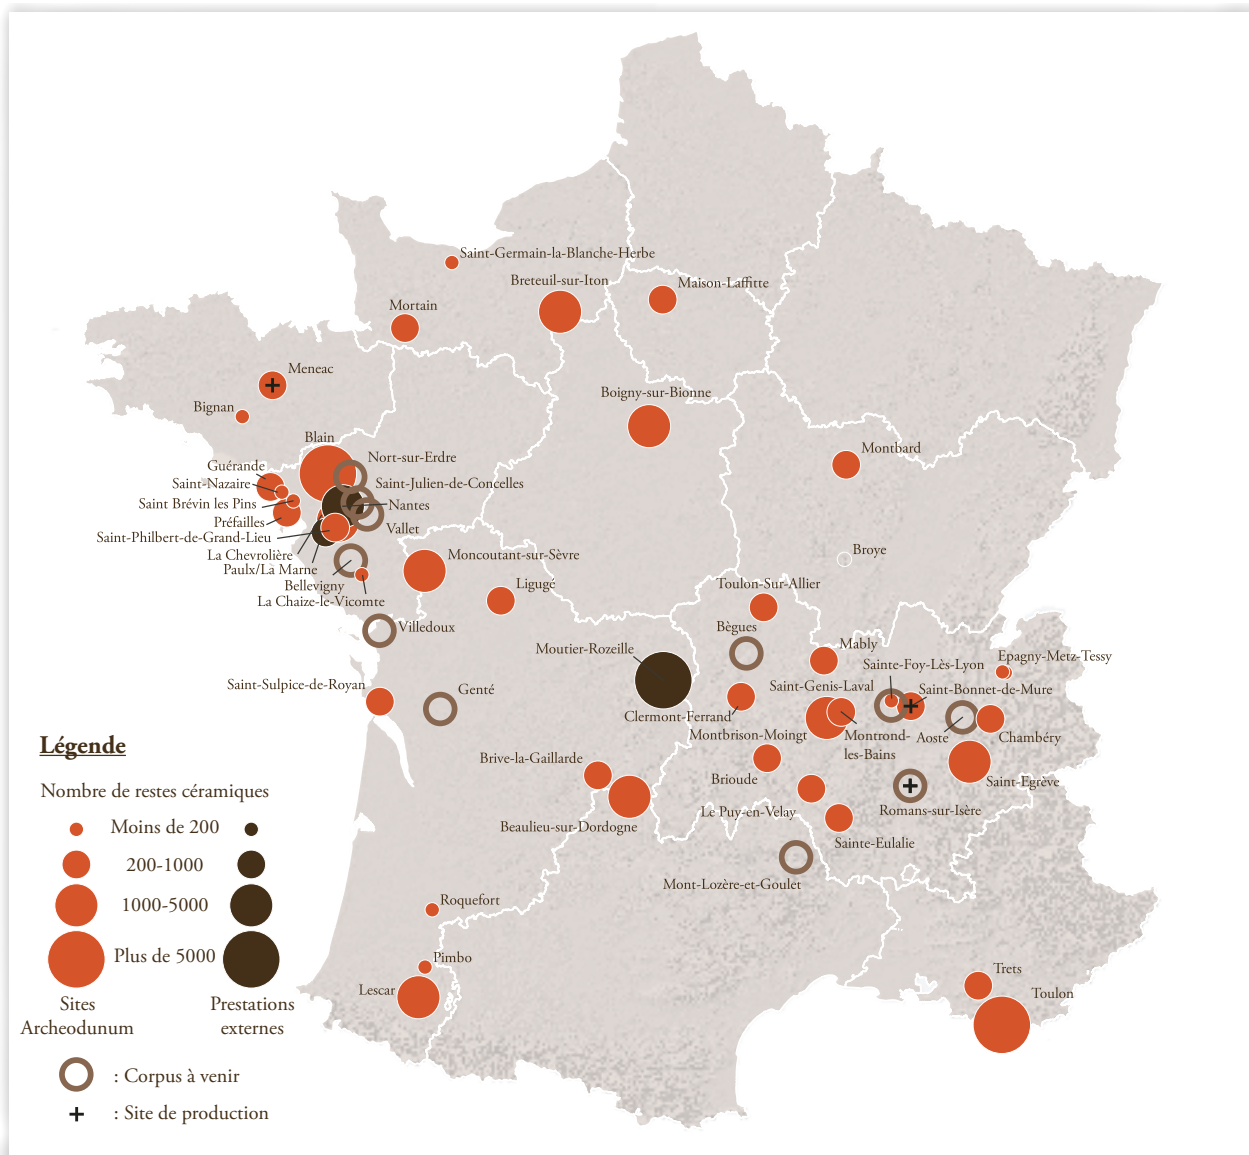 Saint-Germain-la-Blanche-Herbe
Breteuil-sur-Iton
Maison-Laffitte
Mortain
Meneac
Boigny-sur-Bionne
Bignan
Blain
Montbard
Nort-sur-Erdre
Guérande
Saint-Nazaire
Saint-Julien-de-Concelles
Saint Brévin les Pins
Nantes
Préfailles
Vallet
Saint-Philbert-de-Grand-Lieu
La Chevrolière
Moncoutant-sur-Sèvre
Broye
Paulx/La Marne
Bellevigny
Ligugé
Toulon-Sur-Allier
La Chaize-le-Vicomte
Villedoux
Bègues
Moutier-Rozeille
Mably
Epagny-Metz-Tessy
Sainte-Foy-Lès-Lyon
Saint-Sulpice-de-Royan
Genté
Saint-Genis-Laval
Saint-Bonnet-de-Mure
Clermont-Ferrand
Montbrison-Moingt
Montrond-
les-Bains
Aoste
Chambéry
Brive-la-Gaillarde
Brioude
Saint-Egrève
Le Puy-en-Velay
Romans-sur-Isère
Beaulieu-sur-Dordogne
Sainte-Eulalie
Mont-Lozère-et-Goulet
Roquefort
Pimbo
Lescar
Trets
Toulon
Légende
Nombre de restes céramiques
Moins de 200
200-1000
1000-5000
Plus de 5000
Sites
Archeodunum
Prestations
externes
: Corpus à venir
+ : Site de production